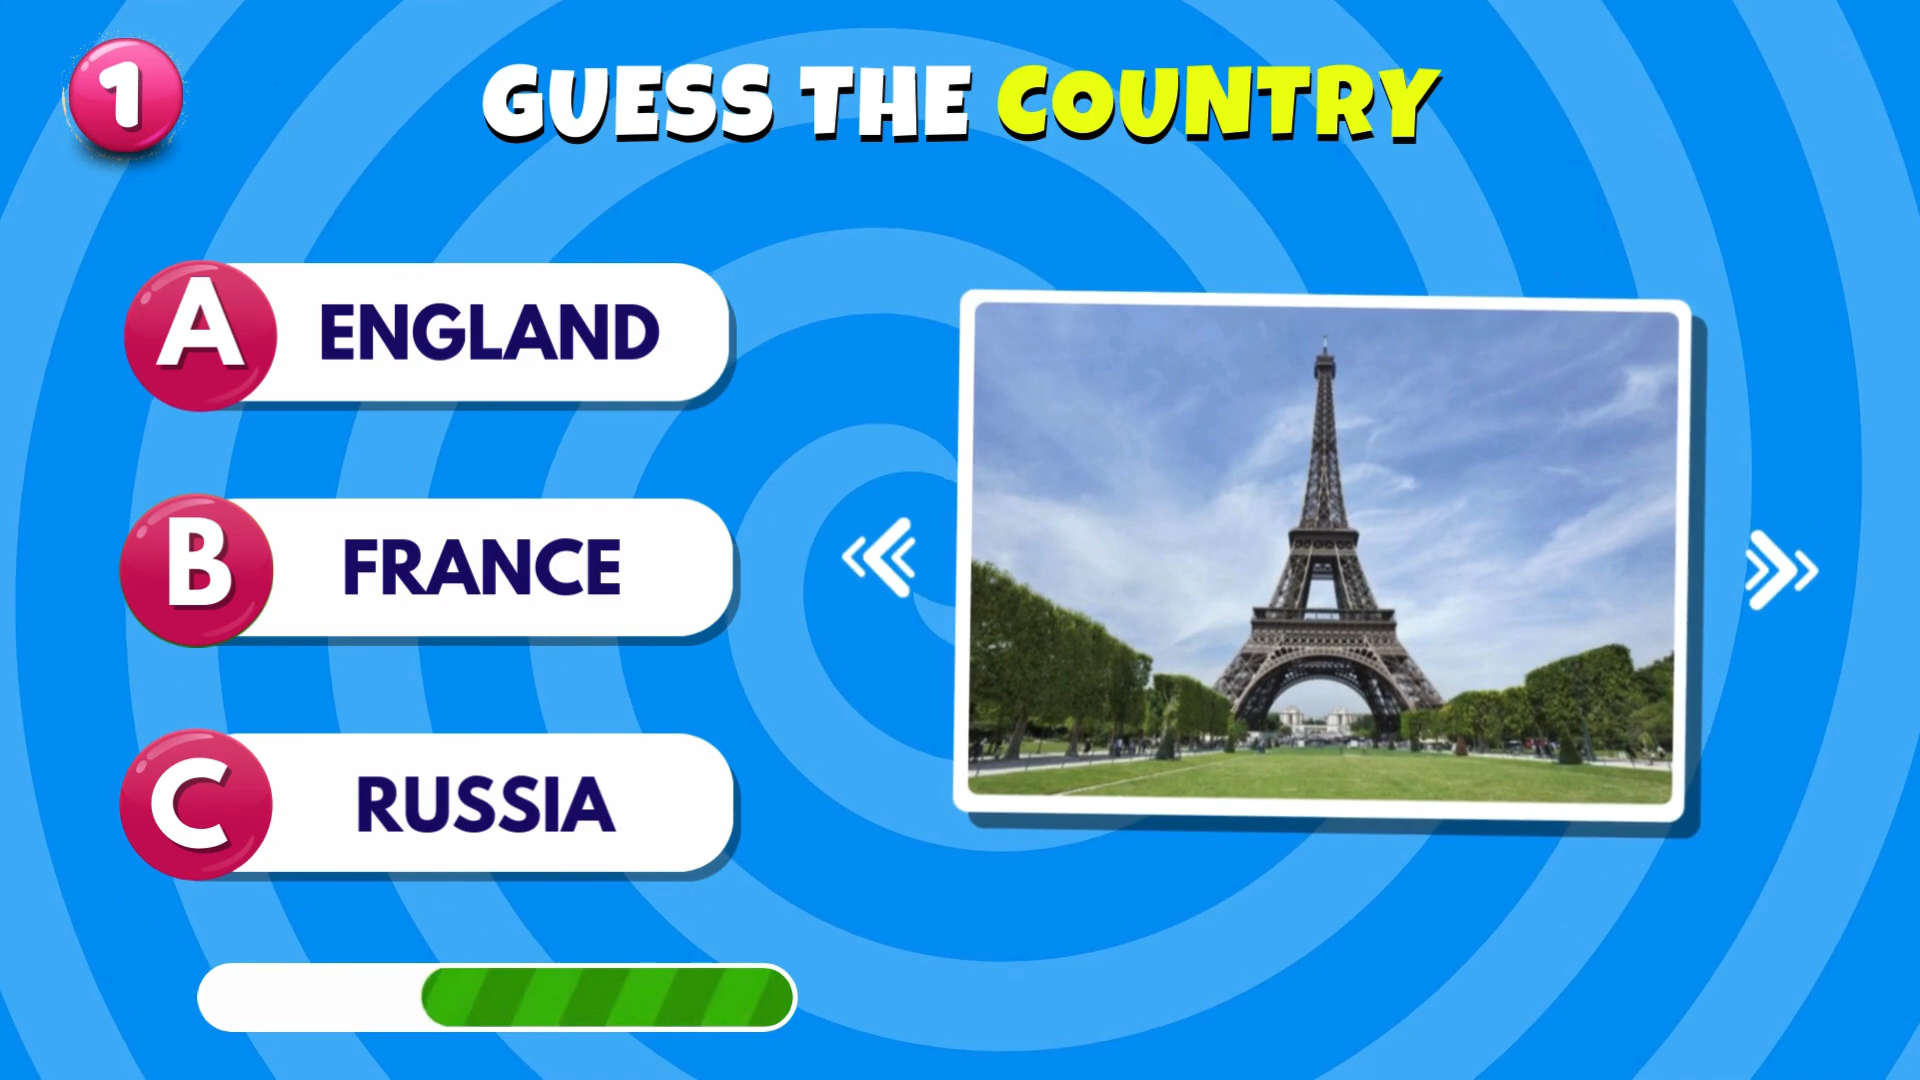 1
GUESS THE COUNTRY
A ENGLAND
B FRANCE
C RUSSIA